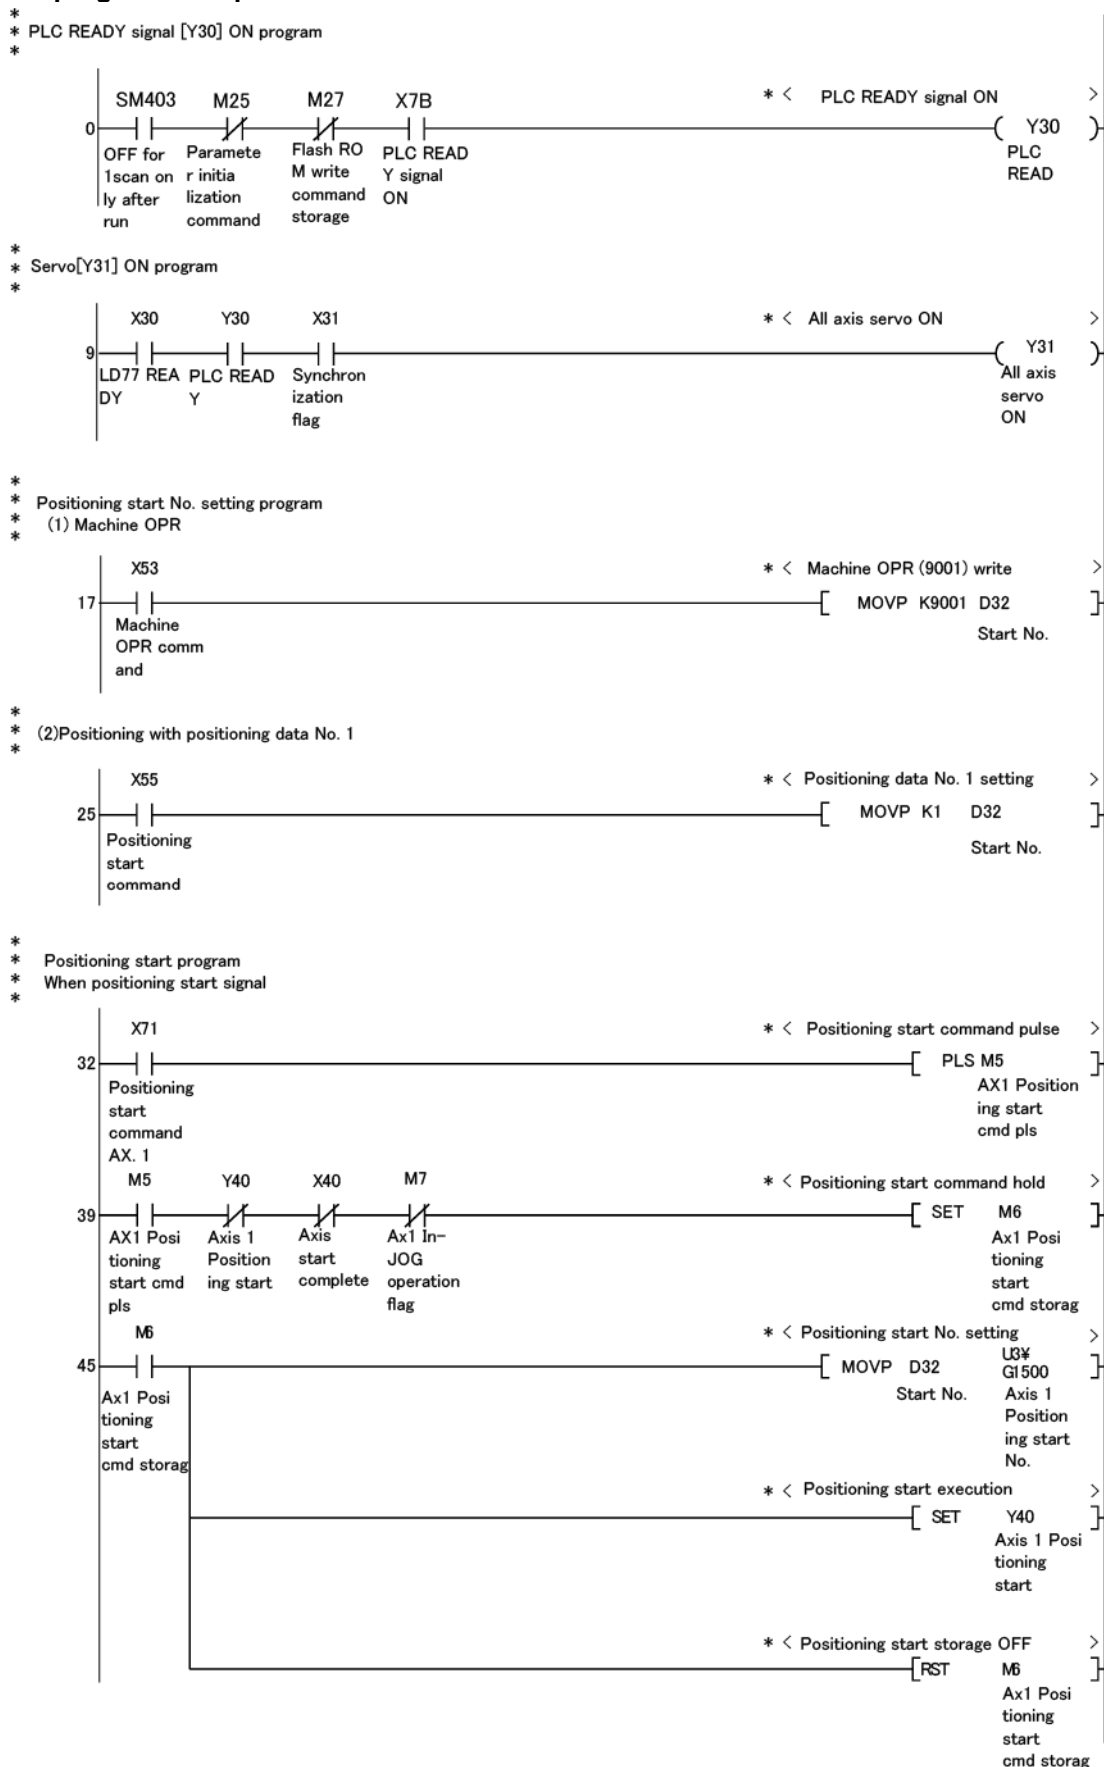 *
* PLC READY signal [Y30] ON program
*
SM403 M25 M27 X7B * < PLC READY signal ON >
0 ( Y30 )
OFF for Paramete Flash RO PLC READ PLC
1scan on r initia M write Y signal READ
ly after lization command ON
run command storage
*
* Servo[Y31] ON program
*
X30 Y30 X31 * < All axis servo ON >
9 ( Y31 )
LD77 REA PLC READ Synchron All axis
DY Y ization servo
flag ON
*
* Positioning start No. setting program
* (1) Machine OPR
*
X53 * < Machine OPR (9001) write >
17 [ MOVP K9001 D32 ]
Machine Start No.
OPR comm
and
*
* (2)Positioning with positioning data No. 1
*
X55 * < Positioning data No. 1 setting >
25 [ MOVP K1 D32 ]
Positioning Start No.
start
command
*
* Positioning start program
* When positioning start signal
*
X71 * < Positioning start command pulse >
32 [ PLS M5 ]
Positioning AX1 Position
start ing start
command cmd pls
AX. 1
M5 Y40 X40 M7 * < Positioning start command hold >
39 [ SET M6 ]
AX1 Posi Axis 1 Axis Ax1 In- Ax1 Posi
tioning Position start JOG tioning
start cmd ing start complete operation start
pls flag cmd storag
M6 * < Positioning start No. setting >
45 [ MOVP D32 U3¥ ]
G1500
Ax1 Posi Start No. Axis 1
tioning Position
start ing start
cmd storag No.
* < Positioning start execution >
[ SET Y40 ]
Axis 1 Posi
tioning
start
* < Positioning start storage OFF >
[ RST M6 ]
Ax1 Posi
tioning
start
cmd storag